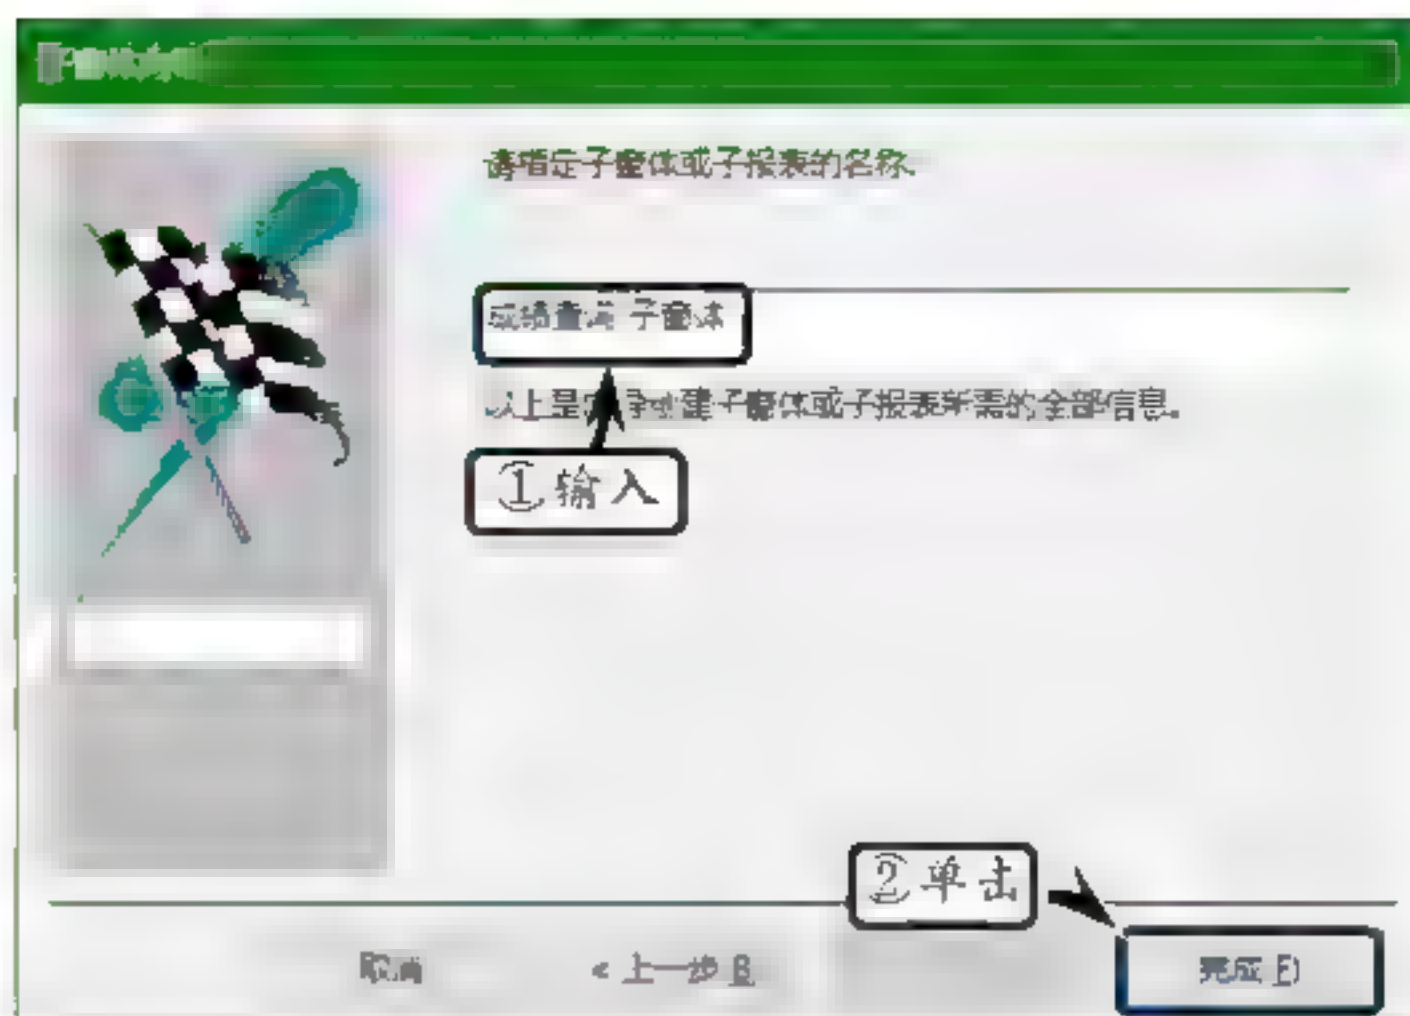 请指定子窗体或子报表的名称:
成绩查询 子窗体
以上是向导创建子窗体或子报表所需的全部信息。
①输入
②单击
取消
< 上一步 B
完成 F)